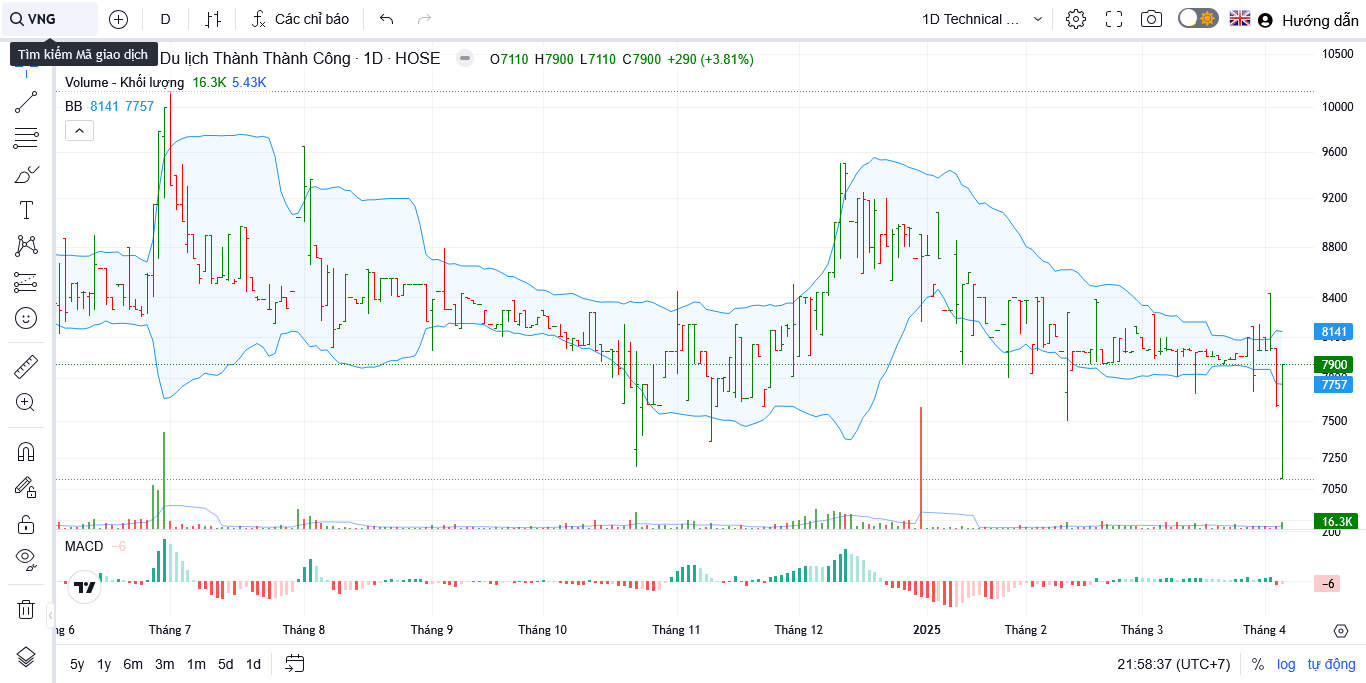 VNG D Các chỉ báo 1D Technical ... Hướng dẫn
Tìm kiếm Mã giao dịch
Du lịch Thành Thành Công · 1D · HOSE O7110 H7900 L7110 C7900 +290 (+3.81%)
Volume - Khối lượng 16.3K 5.43K
BB 8141 7757
10500
10000
9600
9200
8800
8400
8141
7900
7757
7500
7250
7050
16.3K
200
MACD −6
−6
ng 6 Tháng 7 Tháng 8 Tháng 9 Tháng 10 Tháng 11 Tháng 12 2025 Tháng 2 Tháng 3 Tháng 4
5y 1y 6m 3m 1m 5d 1d 21:58:37 (UTC+7) % log tự động